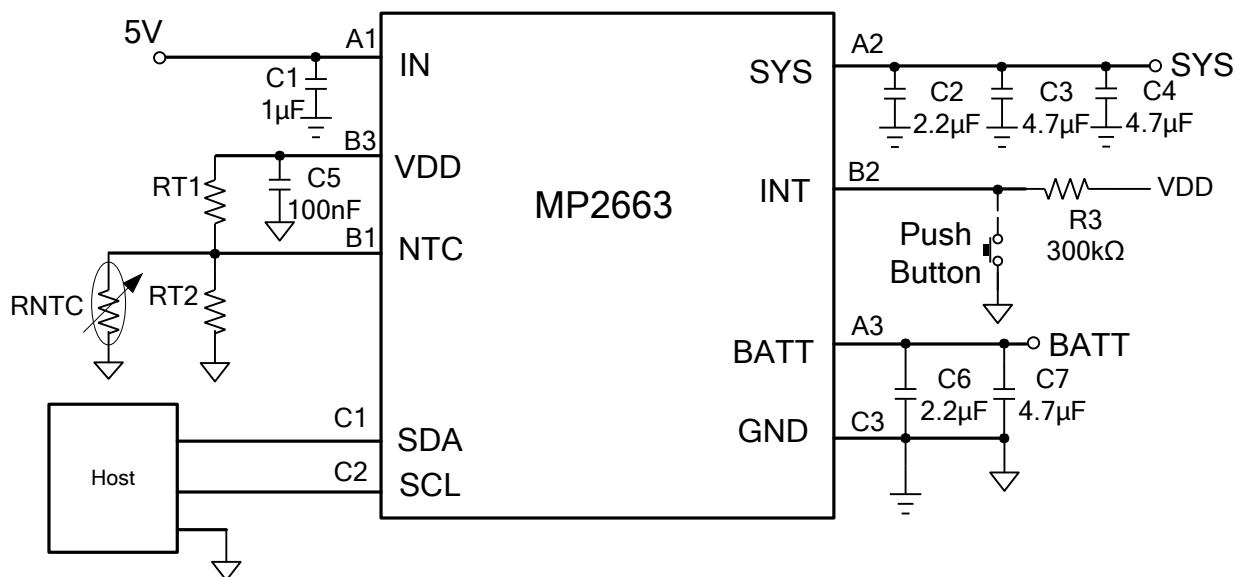 5V
A1
IN
C1
1µF
B3
VDD
RT1
C5
100nF
B1
NTC
RNTC
RT2
Host
C1
SDA
C2
SCL
MP2663
A2
SYS
SYS
C2
2.2µF
C3
4.7µF
C4
4.7µF
B2
INT
VDD
R3
300kΩ
Push
Button
A3
BATT
BATT
C6
2.2µF
C7
4.7µF
C3
GND